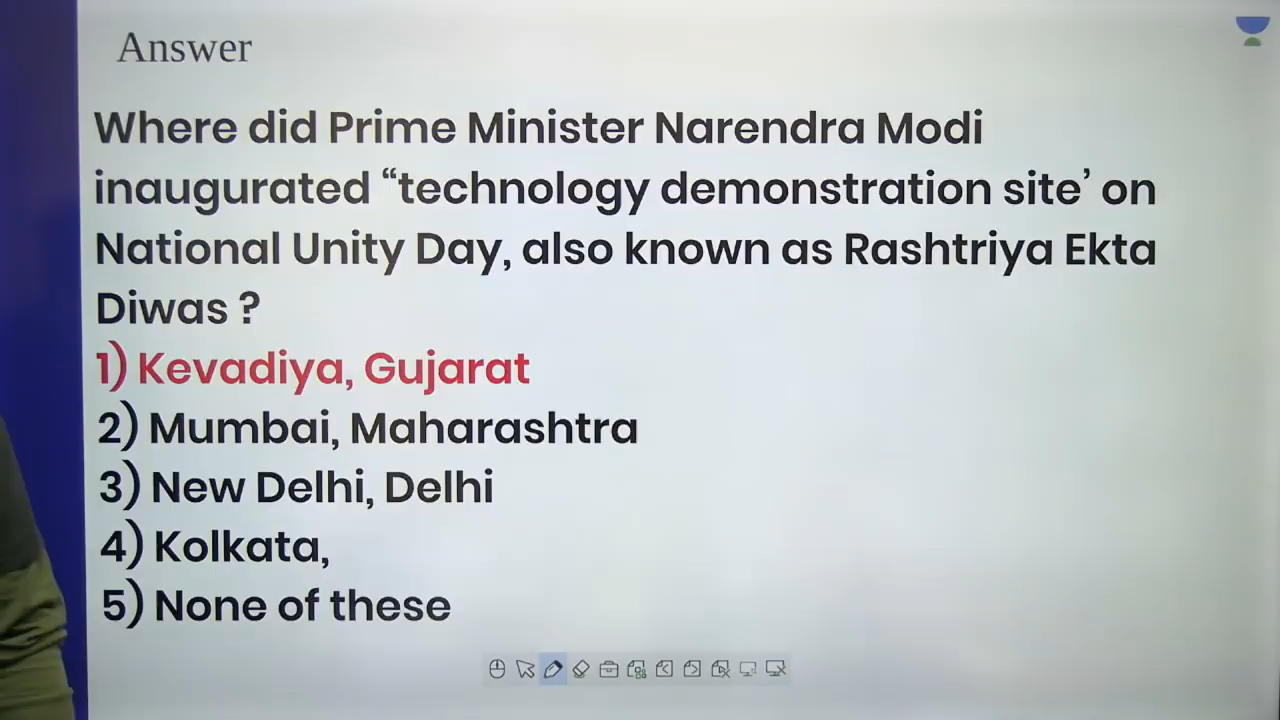 Answer
Where did Prime Minister Narendra Modi
inaugurated “technology demonstration site’ on
National Unity Day, also known as Rashtriya Ekta
Diwas ?
1) Kevadiya, Gujarat
2) Mumbai, Maharashtra
3) New Delhi, Delhi
4) Kolkata,
5) None of these